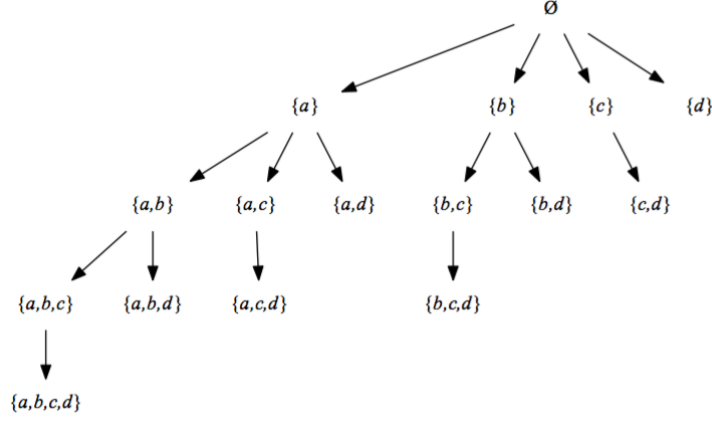 Ø
{a} {b} {c} {d}
{a,b} {a,c} {a,d} {b,c} {b,d} {c,d}
{a,b,c} {a,b,d} {a,c,d} {b,c,d}
{a,b,c,d}